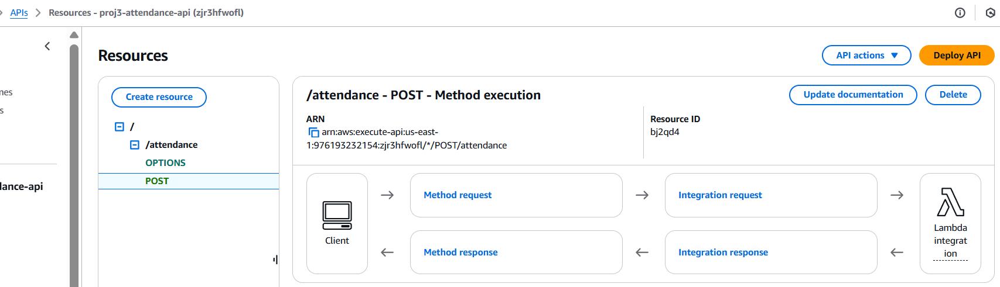 APIs > Resources - proj3-attendance-api (zjr3hfwofl)
Resources
API actions
Deploy API
nes
s
lance-api
Create resource
/
/attendance
OPTIONS
POST
/attendance - POST - Method execution
Update documentation
Delete
ARN
arn:aws:execute-api:us-east-
1:976193232154:zjr3hfwofl/*/POST/attendance
Resource ID
bj2qd4
Client
Method request
Integration request
Method response
Integration response
Lambda
integrat
ion